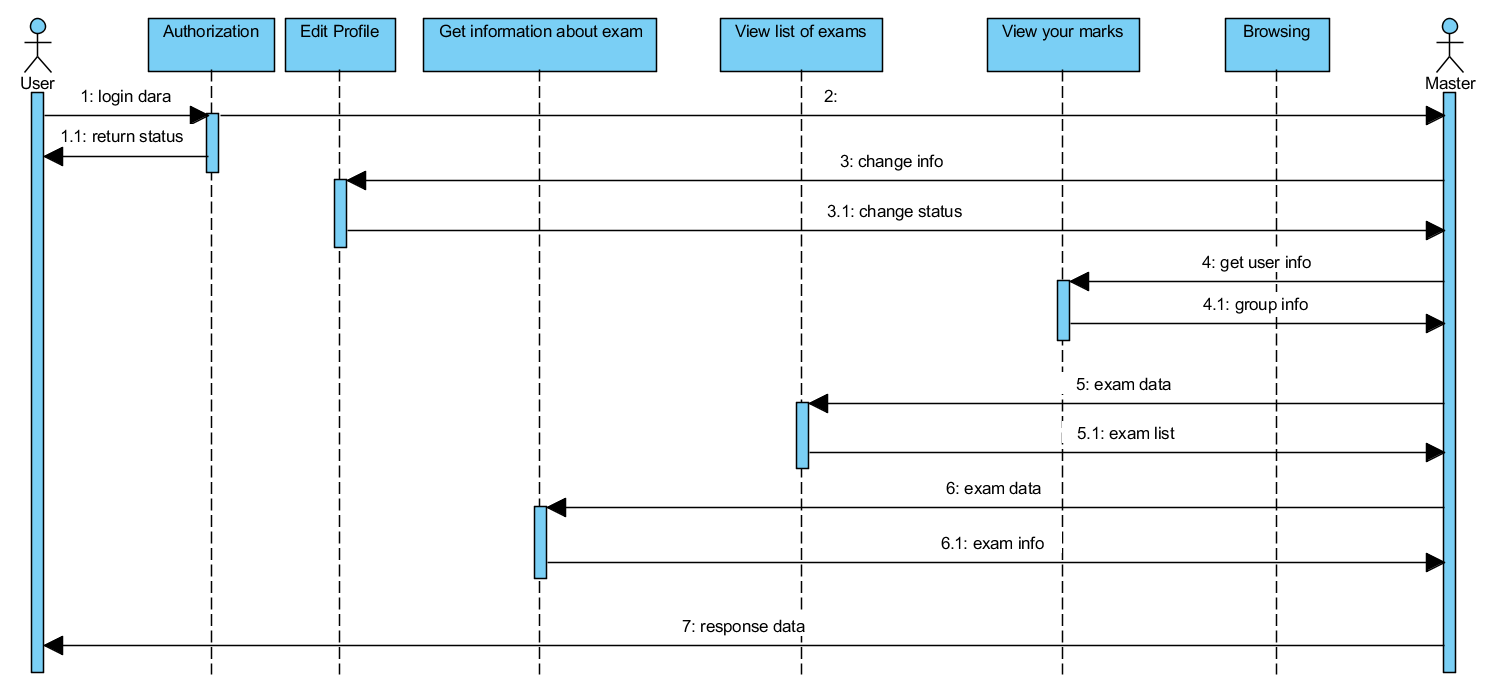 Authorization
Edit Profile
Get information about exam
View list of exams
View your marks
Browsing
User
Master
1: login dara
2:
1.1: return status
3: change info
3.1: change status
4: get user info
4.1: group info
5: exam data
5.1: exam list
6: exam data
6.1: exam info
7: response data